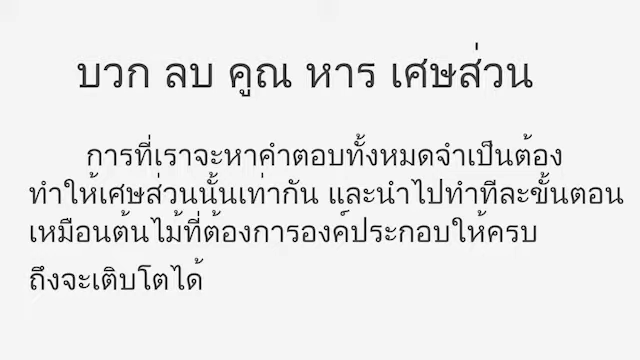 บวก ลบ คูณ หาร เศษส่วน
การที่เราจะหาคำตอบทั้งหมดจำเป็นต้อง
ทำให้เศษส่วนนั้นเท่ากัน และนำไปทำทีละขั้นตอน
เหมือนต้นไม้ที่ต้องการองค์ประกอบให้ครบ
ถึงจะเติบโตได้